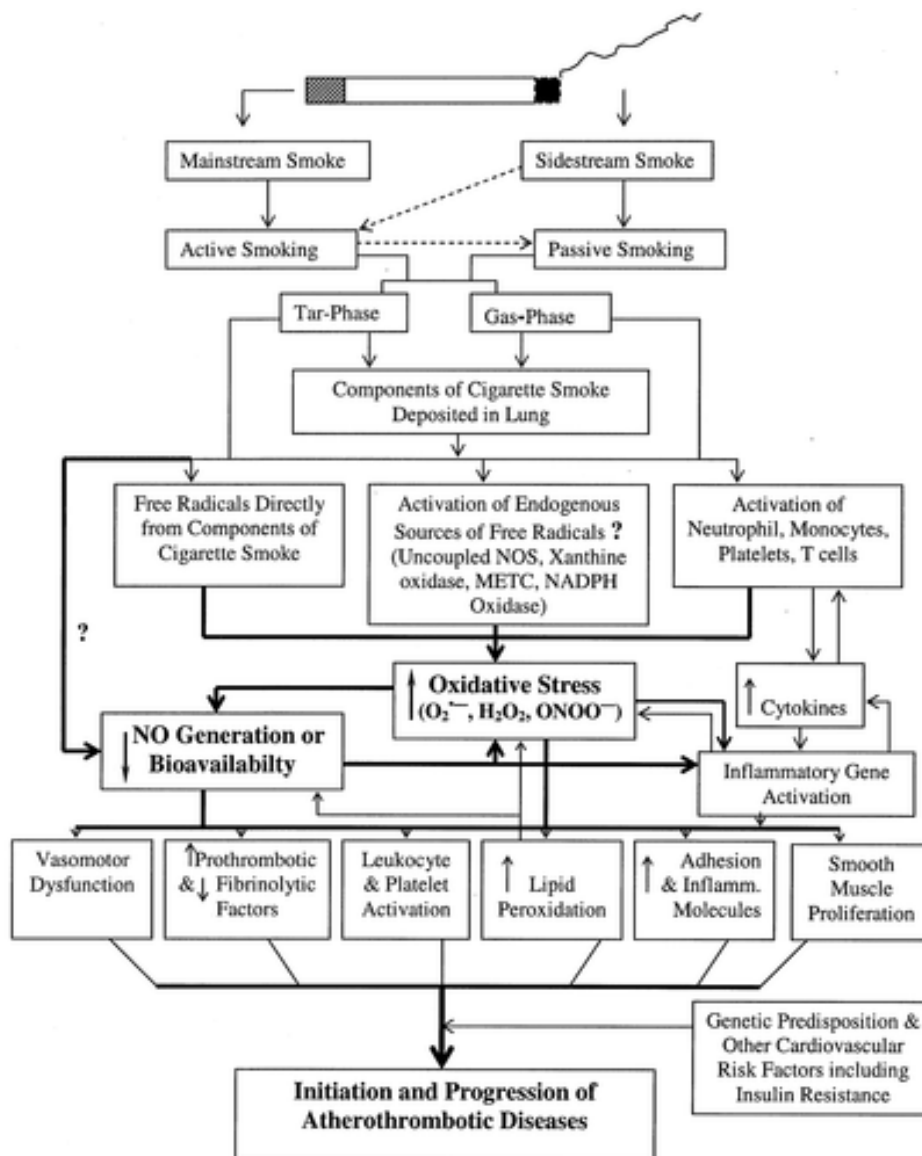 Mainstream Smoke
Sidestream Smoke
Active Smoking
Passive Smoking
Tar-Phase
Gas-Phase
Components of Cigarette Smoke
Deposited in Lung
Free Radicals Directly
from Components of
Cigarette Smoke
Activation of Endogenous
Sources of Free Radicals ?
(Uncoupled NOS, Xanthine
oxidase, METC, NADPH
Oxidase)
Activation of
Neutrophil, Monocytes,
Platelets, T cells
?
↑ Oxidative Stress
(O₂•—, H₂O₂, ONOO—)
↑ Cytokines
↓ NO Generation or
Bioavailabilty
Inflammatory Gene
Activation
Vasomotor
Dysfunction
↑ Prothrombotic
& ↓ Fibrinolytic
Factors
Leukocyte
& Platelet
Activation
↑ Lipid
Peroxidation
↑ Adhesion
& Inflamm.
Molecules
Smooth
Muscle
Proliferation
Genetic Predisposition &
Other Cardiovascular
Risk Factors including
Insulin Resistance
Initiation and Progression of
Atherothrombotic Diseases